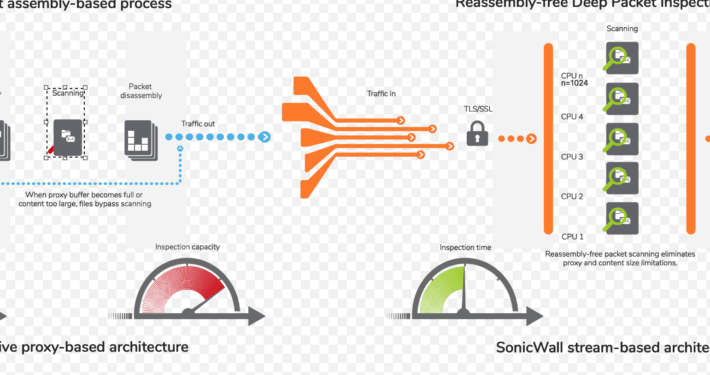 t assembly-based process
Reassembly-free Deep Packet Inspecti
Scanning
Packet
disassembly
Scanning
Traffic out
Traffic in
TLS/SSL
CPU n
n=1024
CPU 4
CPU 3
CPU 2
CPU 1
When proxy buffer becomes full or
content too large, files bypass scanning
Reassembly-free packet scanning eliminates
proxy and content size limitations.
Inspection capacity
Inspection time
ive proxy-based architecture
SonicWall stream-based archite